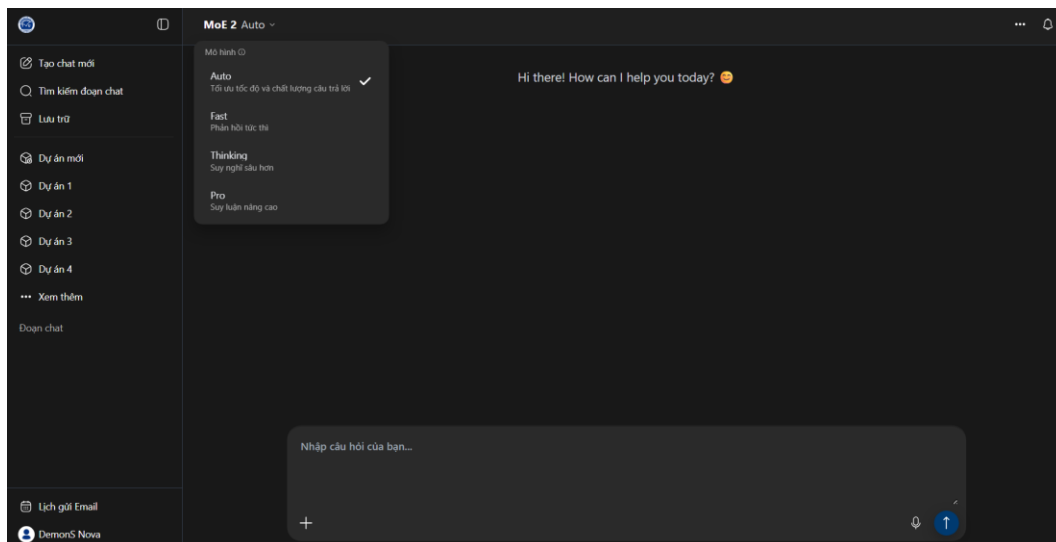 MoE 2 Auto
Tạo chat mới
Tìm kiếm đoạn chat
Lưu trữ
Dự án mới
Dự án 1
Dự án 2
Dự án 3
Dự án 4
Xem thêm
Đoạn chat
Lịch gửi Email
DemonS Nova
Mô hình
Auto
Tối ưu tốc độ và chất lượng câu trả lời
Fast
Phản hồi tức thì
Thinking
Suy nghĩ sâu hơn
Pro
Suy luận nâng cao
Hi there! How can I help you today? 😊
Nhập câu hỏi của bạn...